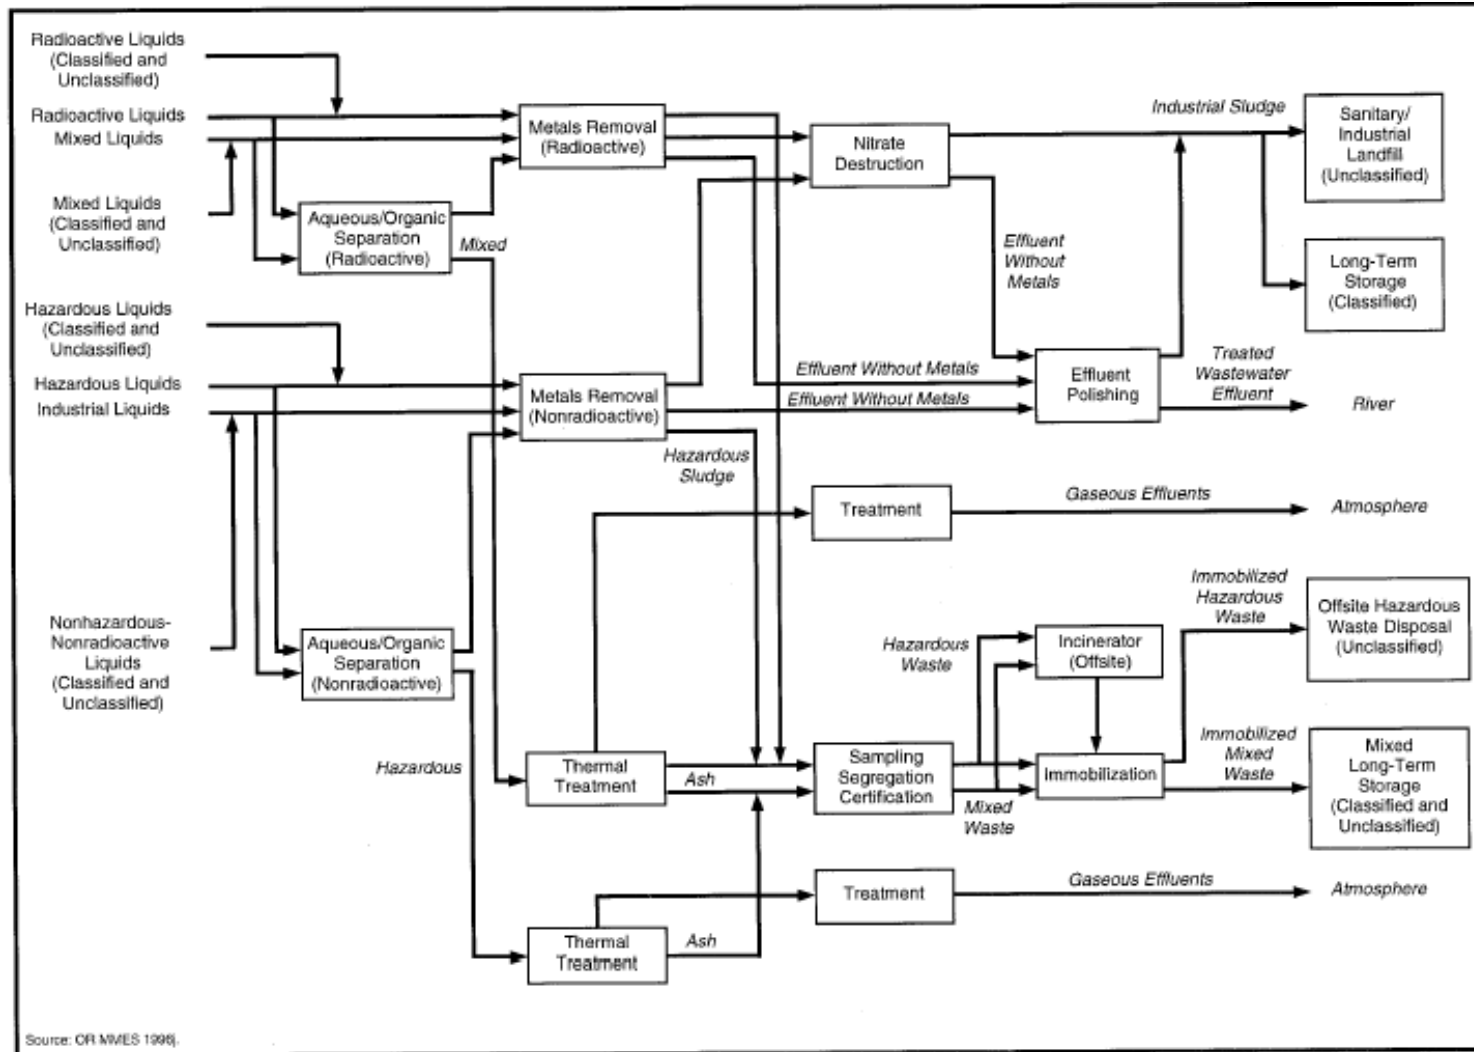 Radioactive Liquids
(Classified and
Unclassified)
Radioactive Liquids
Mixed Liquids
Mixed Liquids
(Classified and
Unclassified)
Hazardous Liquids
(Classified and
Unclassified)
Hazardous Liquids
Industrial Liquids
Nonhazardous-
Nonradioactive
Liquids
(Classified and
Unclassified)
Aqueous/Organic
Separation
(Radioactive)
Mixed
Aqueous/Organic
Separation
(Nonradioactive)
Hazardous
Metals Removal
(Radioactive)
Metals Removal
(Nonradioactive)
Hazardous
Sludge
Thermal
Treatment
Ash
Thermal
Treatment
Ash
Nitrate
Destruction
Effluent
Without
Metals
Effluent Without Metals
Effluent Without Metals
Effluent
Polishing
Industrial Sludge
Sanitary/
Industrial
Landfill
(Unclassified)
Long-Term
Storage
(Classified)
Treated
Wastewater
Effluent
River
Treatment
Gaseous Effluents
Atmosphere
Sampling
Segregation
Certification
Hazardous
Waste
Mixed
Waste
Incinerator
(Offsite)
Immobilization
Immobilized
Hazardous
Waste
Offsite Hazardous
Waste Disposal
(Unclassified)
Immobilized
Mixed
Waste
Mixed
Long-Term
Storage
(Classified and
Unclassified)
Treatment
Gaseous Effluents
Atmosphere
Source: OR MMES 1996j.